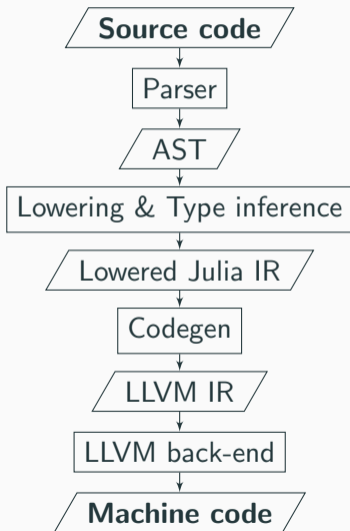 Source code
Parser
AST
Lowering & Type inference
Lowered Julia IR
Codegen
LLVM IR
LLVM back-end
Machine code